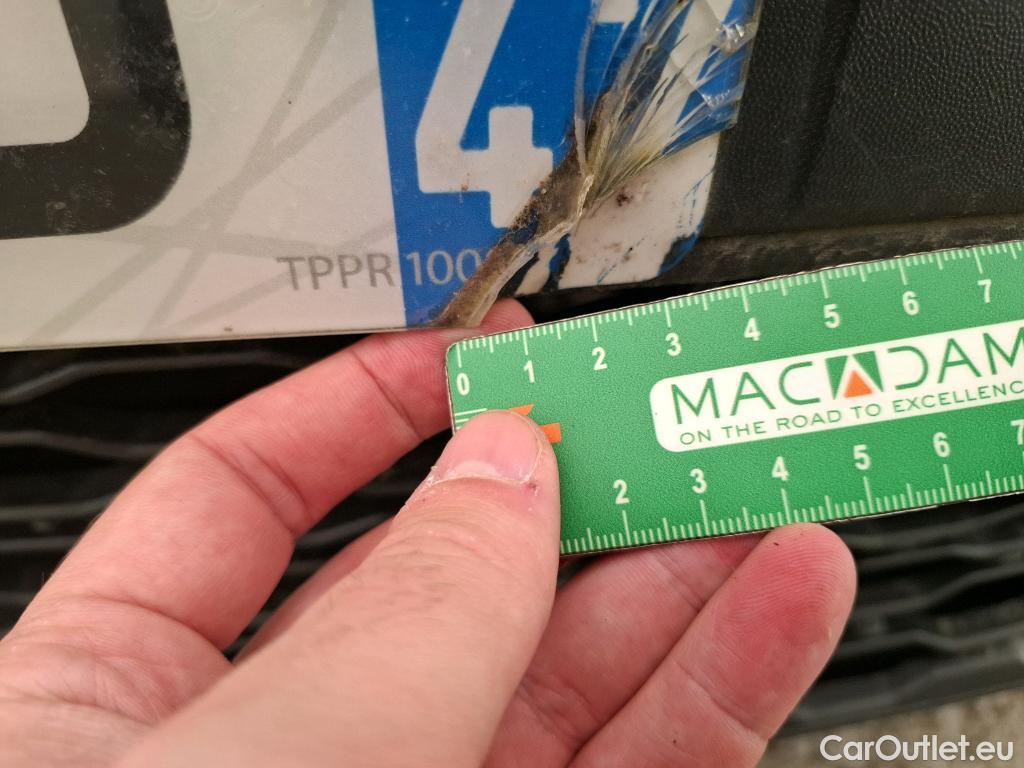 4
TPPR 100
0 1 2 3 4 5 6 7
MACADAM
ON THE ROAD TO EXCELLENCE
2 3 4 5 6 7
CarOutlet.eu